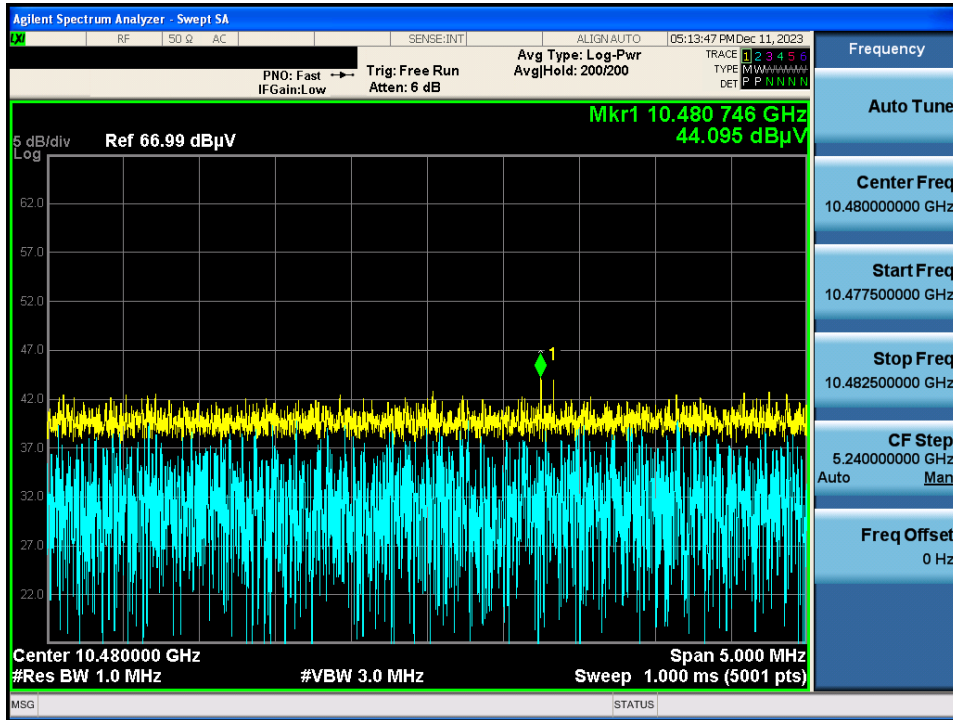 Agilent Spectrum Analyzer - Swept SA
LXI RF 50 Ω AC SENSE:INT ALIGN AUTO 05:13:47 PM Dec 11, 2023
PNO: Fast
IFGain:Low
Trig: Free Run
Atten: 6 dB
Avg Type: Log-Pwr
Avg|Hold: 200/200
TRACE 1 2 3 4 5 6
TYPE M W W W W W
DET P P N N N N
Mkr1 10.480 746 GHz
44.095 dBµV
5 dB/div Ref 66.99 dBµV
Log
62.0
57.0
52.0
47.0
1
42.0
37.0
32.0
27.0
22.0
Center 10.480000 GHz Span 5.000 MHz
#Res BW 1.0 MHz #VBW 3.0 MHz Sweep 1.000 ms (5001 pts)
MSG STATUS
Frequency
Auto Tune
Center Freq
10.480000000 GHz
Start Freq
10.477500000 GHz
Stop Freq
10.482500000 GHz
CF Step
5.240000000 GHz
Auto Man
Freq Offset
0 Hz